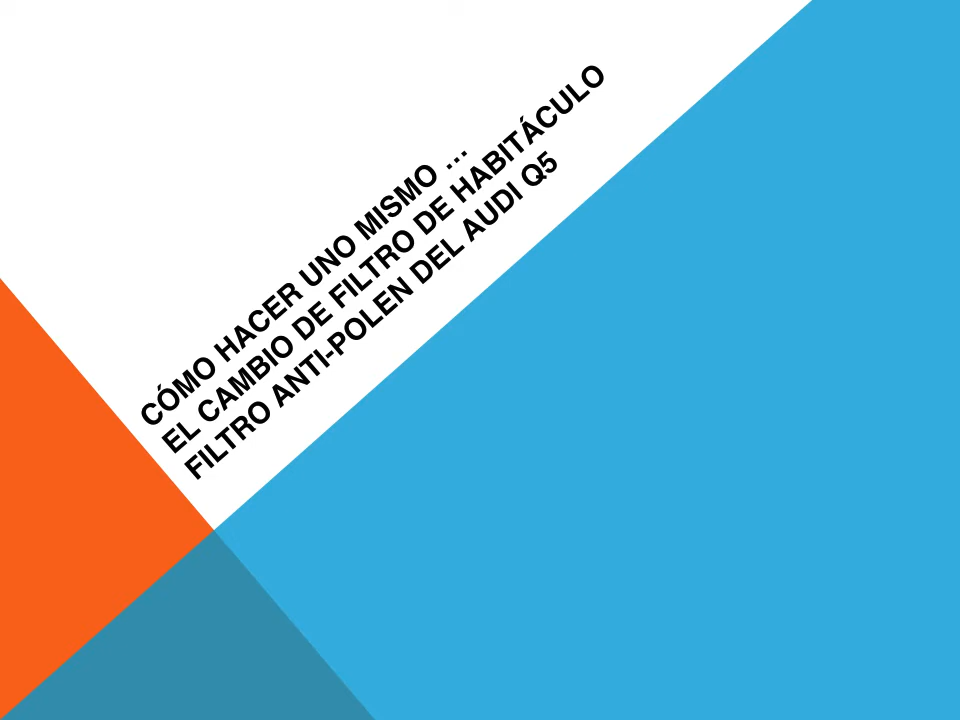 CÓMO HACER UNO MISMO ...
EL CAMBIO DE FILTRO DE HABITÁCULO
FILTRO ANTI-POLEN DEL AUDI Q5